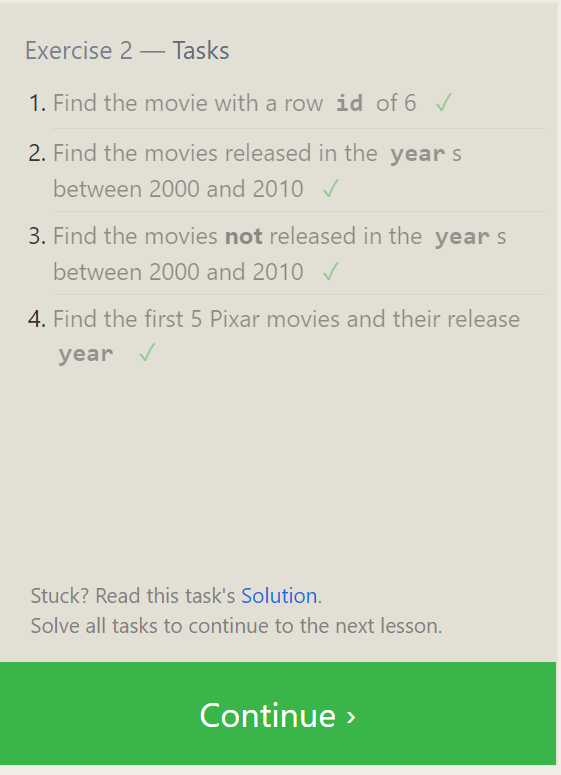 Exercise 2 — Tasks
1. Find the movie with a row id of 6 ✓
2. Find the movies released in the year s
between 2000 and 2010 ✓
3. Find the movies not released in the year s
between 2000 and 2010 ✓
4. Find the first 5 Pixar movies and their release
year ✓
Stuck? Read this task's Solution.
Solve all tasks to continue to the next lesson.
Continue ›